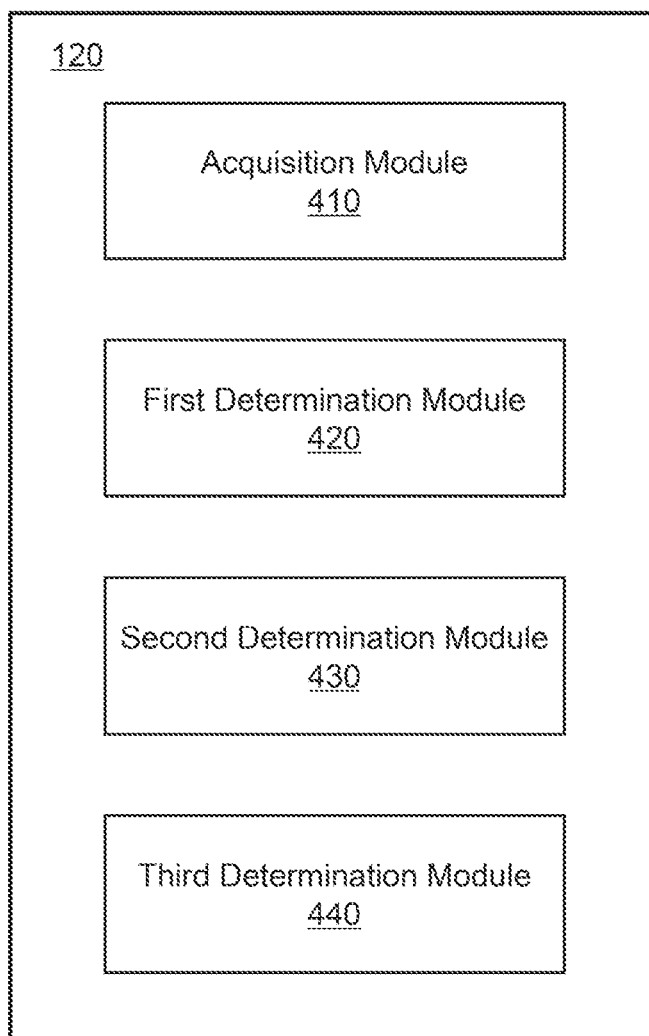 120
Acquisition Module
410
First Determination Module
420
Second Determination Module
430
Third Determination Module
440